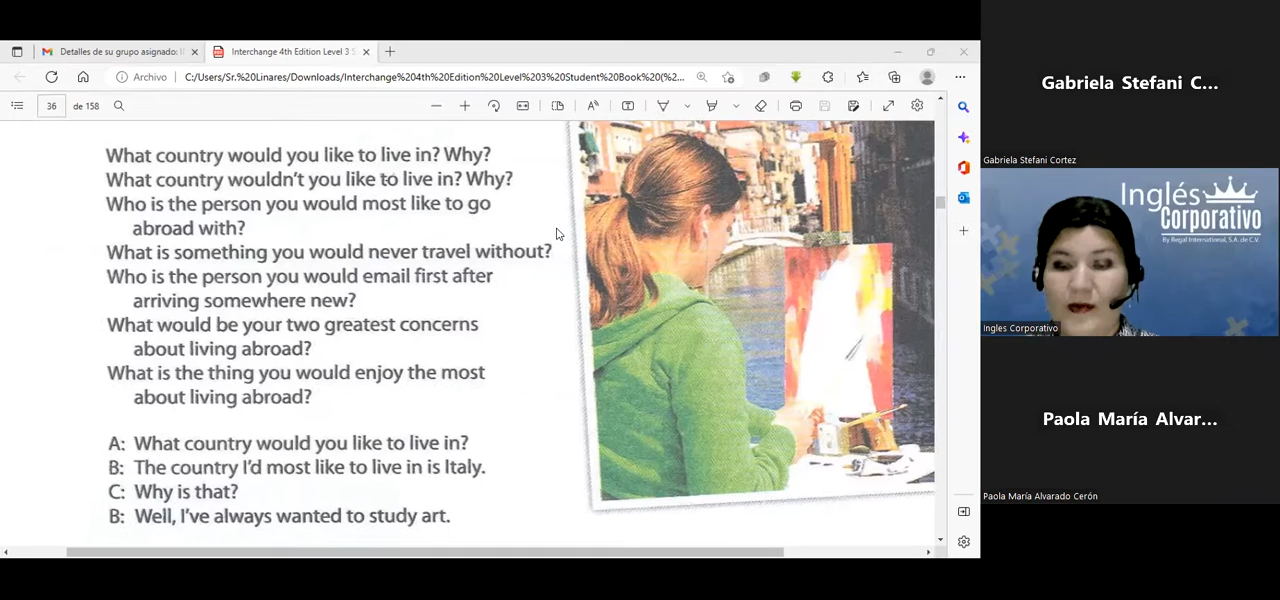 Detalles de su grupo asignado: I
Interchange 4th Edition Level 3 S
Archivo
C:/Users/Sr.%20Linares/Downloads/Interchange%204th%20Edition%20Level%203%20Student%20Book%20(%...
36 de 158
What country would you like to live in? Why?
What country wouldn't you like to live in? Why?
Who is the person you would most like to go
abroad with?
What is something you would never travel without?
Who is the person you would email first after
arriving somewhere new?
What would be your two greatest concerns
about living abroad?
What is the thing you would enjoy the most
about living abroad?
A: What country would you like to live in?
B: The country I'd most like to live in is Italy.
C: Why is that?
B: Well, I've always wanted to study art.
Gabriela Stefani C...
Gabriela Stefani Cortez
Inglés
Corporativo
By Regal International, S.A. de C.V.
Ingles Corporativo
Paola María Alvar...
Paola María Alvarado Cerón